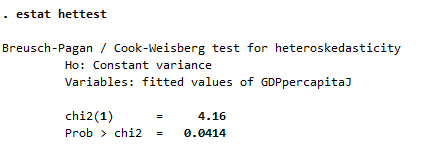 . estat hettest
Breusch-Pagan / Cook-Weisberg test for heteroskedasticity
Ho: Constant variance
Variables: fitted values of GDPpercapitaJ
chi2(1) = 4.16
Prob > chi2 = 0.0414